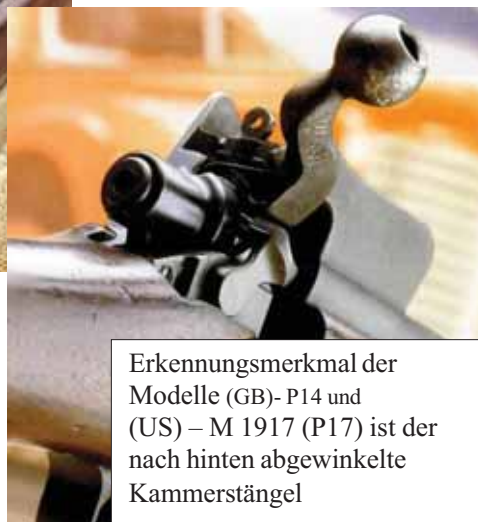 Erkennungsmerkmal der
Modelle (GB)- P14 und
(US) – M 1917 (P17) ist der
nach hinten abgewinkelte
Kammerstängel